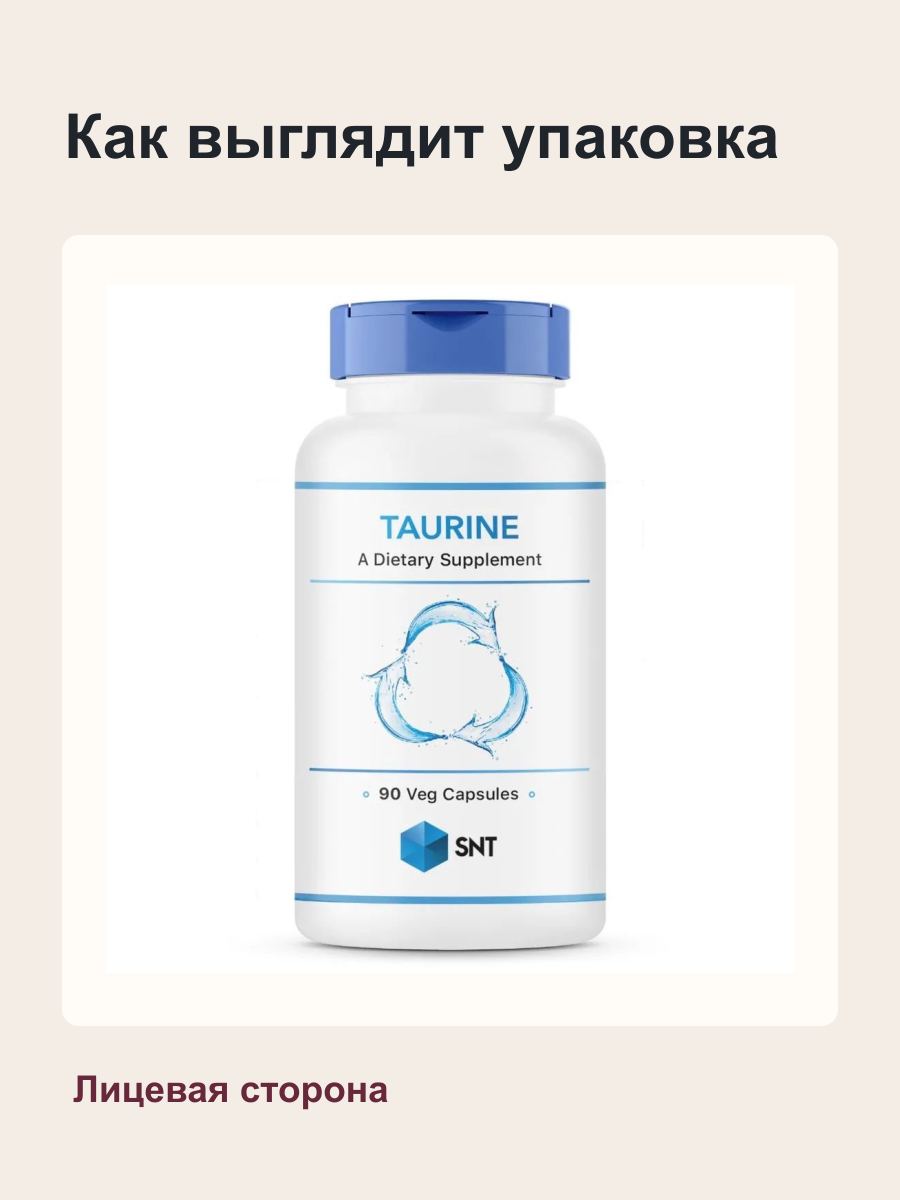 Как выглядит упаковка
TAURINE
A Dietary Supplement
90 Veg Capsules
SNT
Лицевая сторона